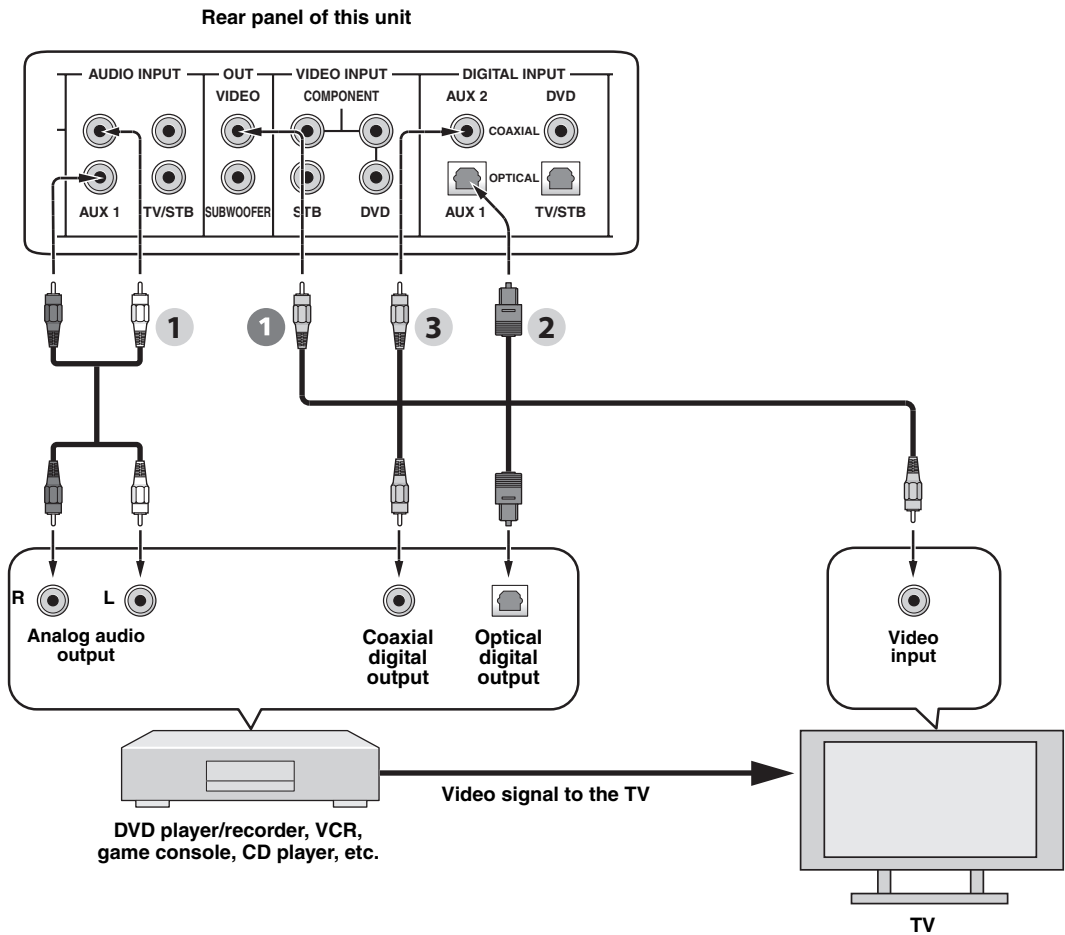 Rear panel of this unit
AUDIO INPUT OUT VIDEO INPUT DIGITAL INPUT
VIDEO COMPONENT AUX 2 DVD
COAXIAL
OPTICAL
AUX 1 TV/STB SUBWOOFER STB DVD AUX 1 TV/STB
1 1 3 2
R L
Analog audio
output
Coaxial
digital
output
Optical
digital
output
Video
input
Video signal to the TV
DVD player/recorder, VCR,
game console, CD player, etc.
TV